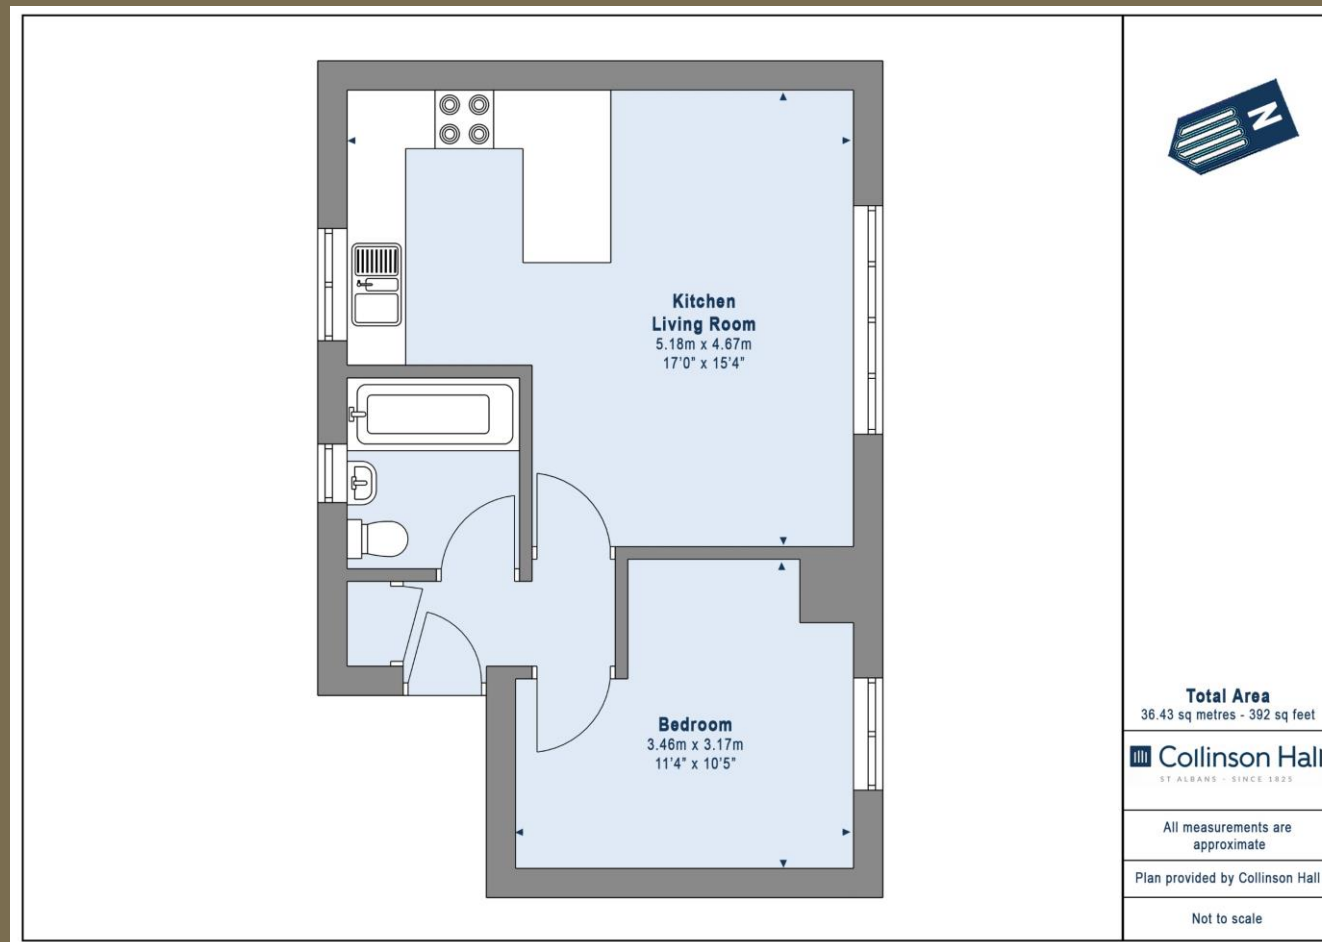 N
Kitchen
Living Room
5.18m x 4.67m
17'0" x 15'4"
Bedroom
3.46m x 3.17m
11'4" x 10'5"
Total Area
36.43 sq metres - 392 sq feet
Collinson Hall
ST ALBANS - SINCE 1825
All measurements are
approximate
Plan provided by Collinson Hall
Not to scale